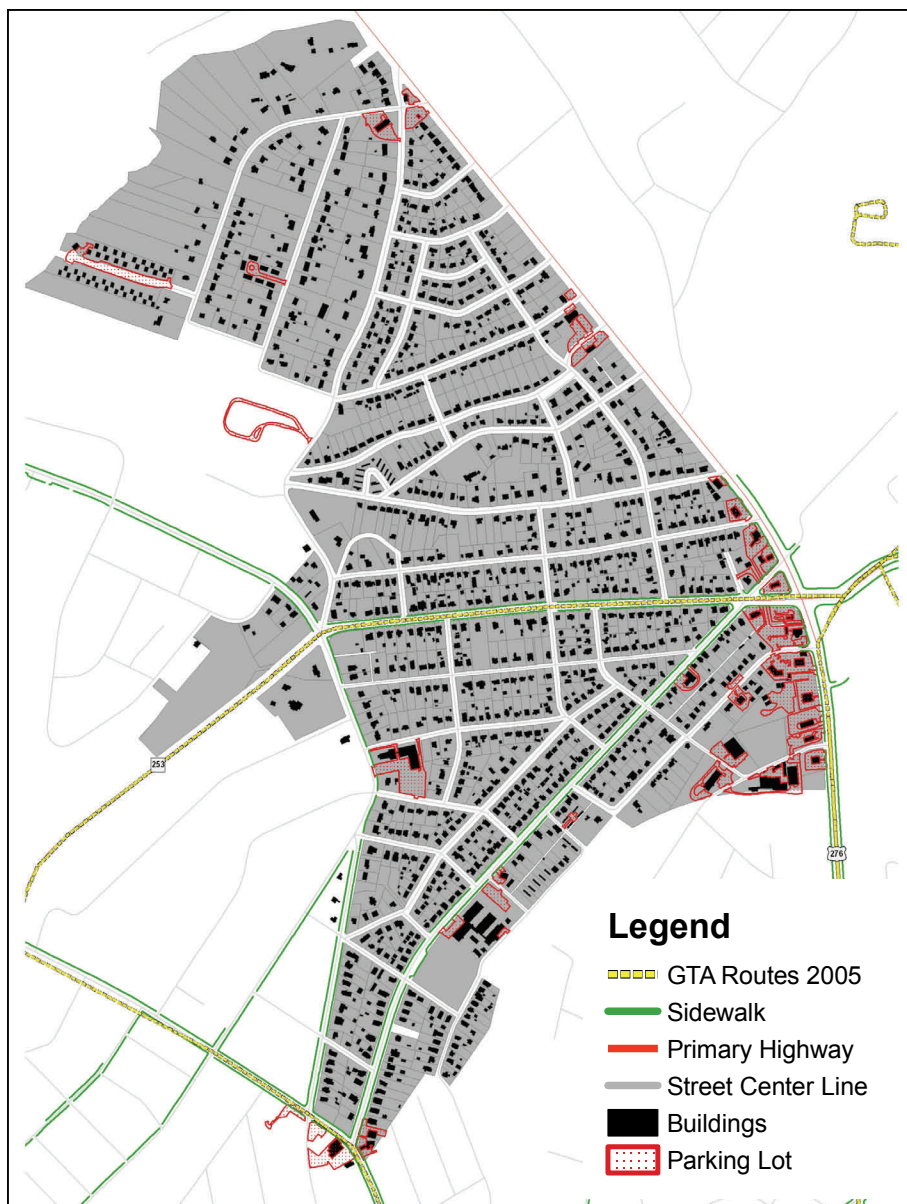 253
276
Legend
GTA Routes 2005
Sidewalk
Primary Highway
Street Center Line
Buildings
Parking Lot